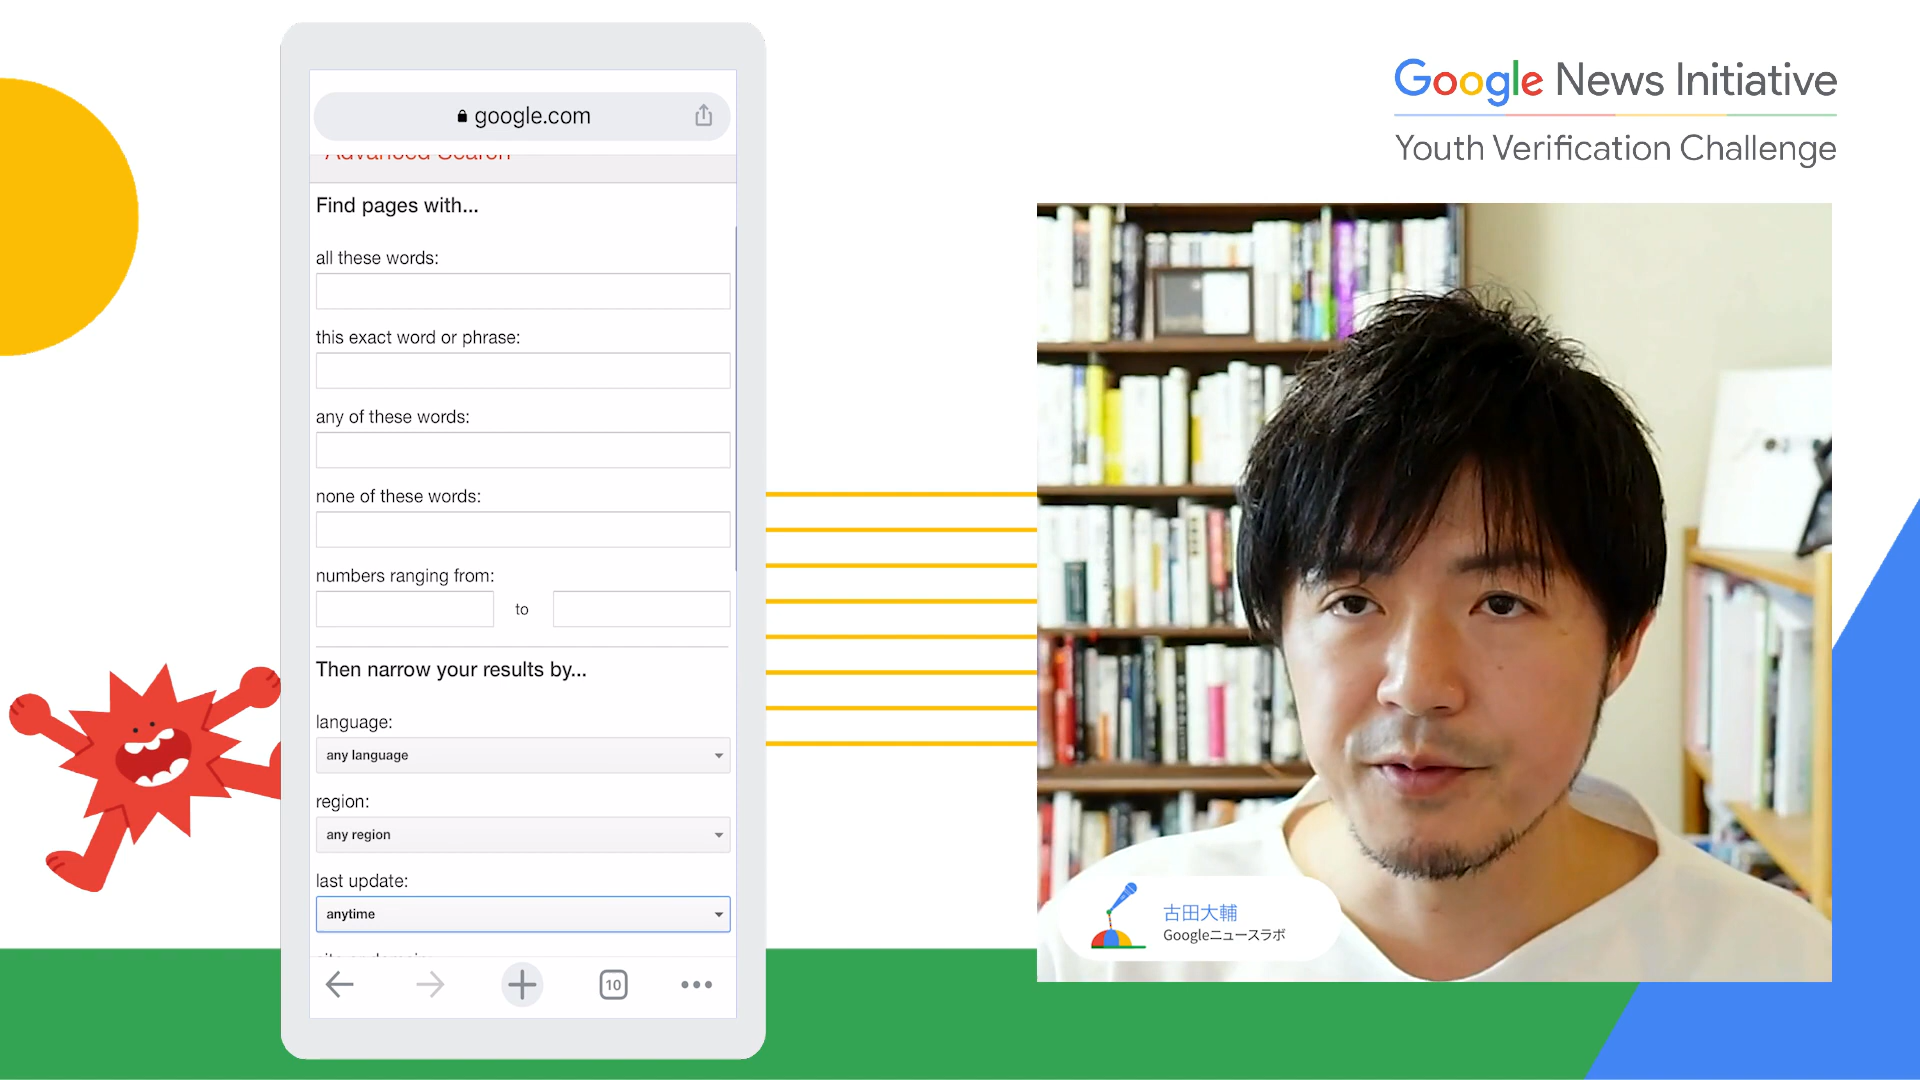 google.com
Advanced Search
Find pages with...
all these words:
this exact word or phrase:
any of these words:
none of these words:
numbers ranging from:
to
Then narrow your results by...
language:
any language
region:
any region
last update:
anytime
10
Google News Initiative
Youth Verification Challenge
古田大輔
Googleニュースラボ